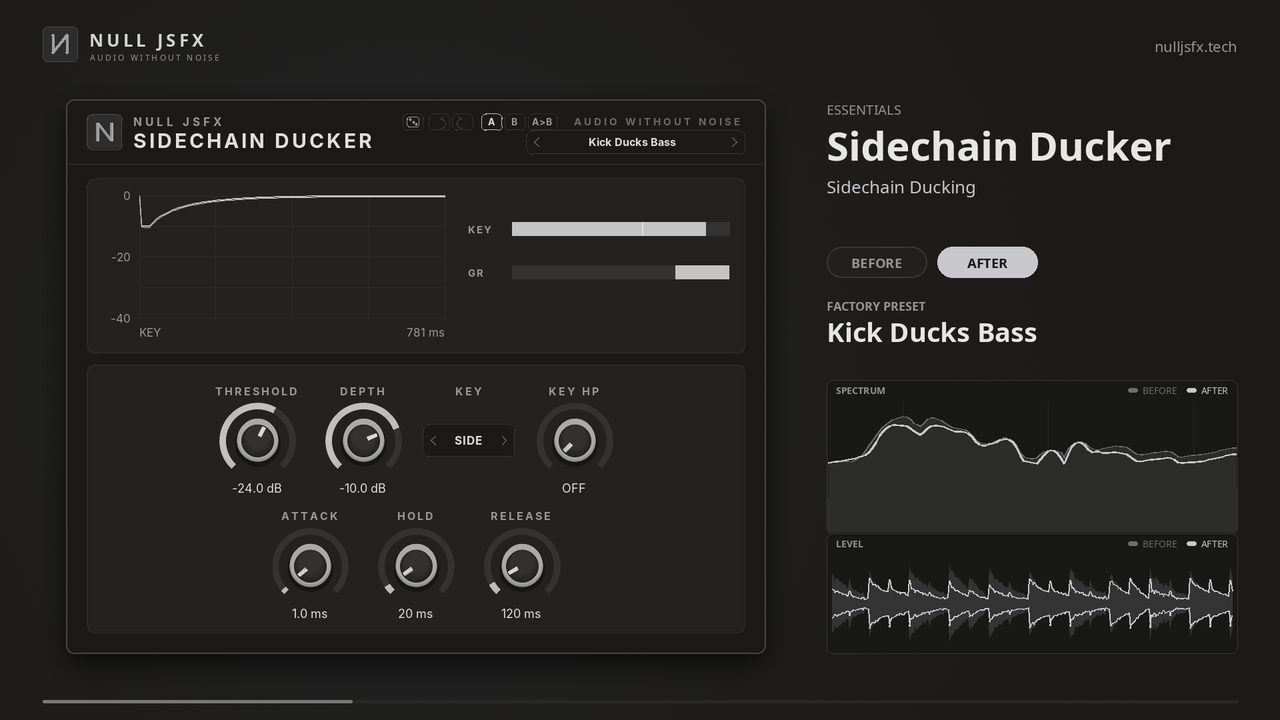 NULL JSFX
AUDIO WITHOUT NOISE
nulljsfx.tech
N
NULL JSFX
SIDECHAIN DUCKER
A B A>B
AUDIO WITHOUT NOISE
Kick Ducks Bass
0
-20
-40
KEY
781 ms
KEY
GR
THRESHOLD DEPTH KEY KEY HP
SIDE
-24.0 dB -10.0 dB OFF
ATTACK HOLD RELEASE
1.0 ms 20 ms 120 ms
ESSENTIALS
Sidechain Ducker
Sidechain Ducking
BEFORE AFTER
FACTORY PRESET
Kick Ducks Bass
SPECTRUM BEFORE AFTER
LEVEL BEFORE AFTER